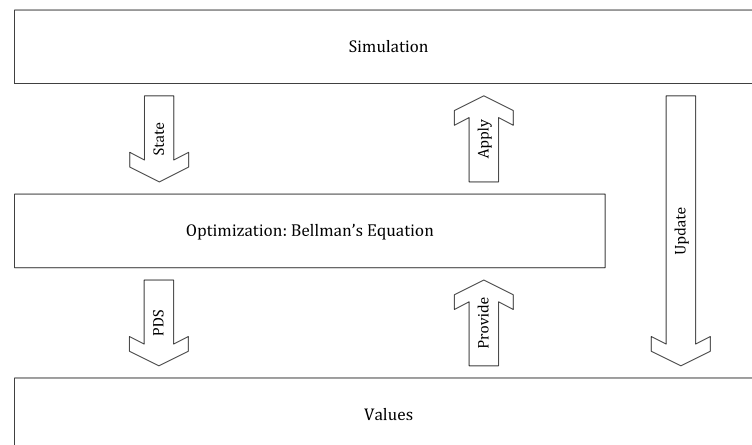 Simulation
State
Apply
Update
Optimization: Bellman’s Equation
PDS
Provide
Values